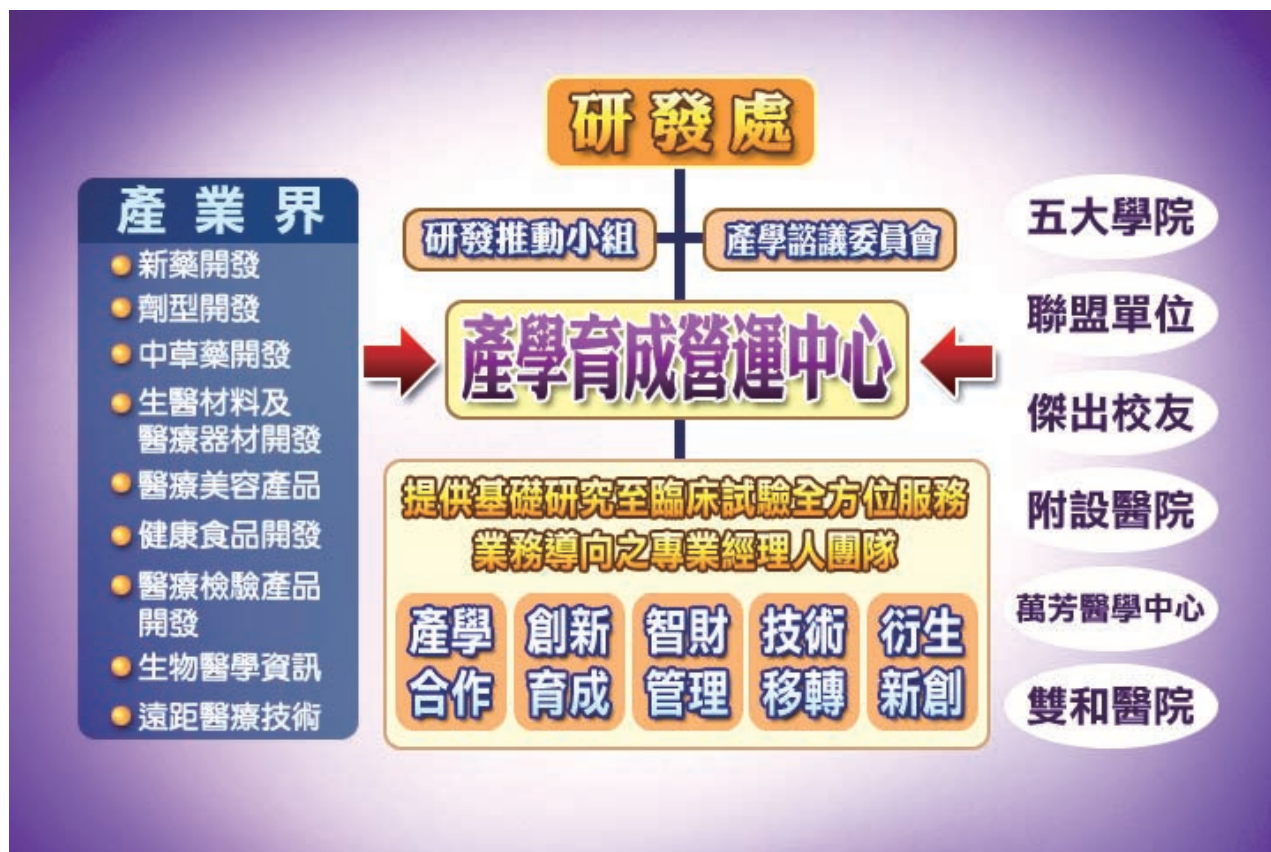 研發處
研發推動小組
產學諮議委員會
產學育成營運中心
提供基礎研究至臨床試驗全方位服務
業務導向之專業經理人團隊
產學
合作
創新
育成
智財
管理
技術
移轉
衍生
新創
產業界
新藥開發
劑型開發
中草藥開發
生醫材料及
醫療器材開發
醫療美容產品
健康食品開發
醫療檢驗產品
開發
生物醫學資訊
遠距醫療技術
五大學院
聯盟單位
傑出校友
附設醫院
萬芳醫學中心
雙和醫院